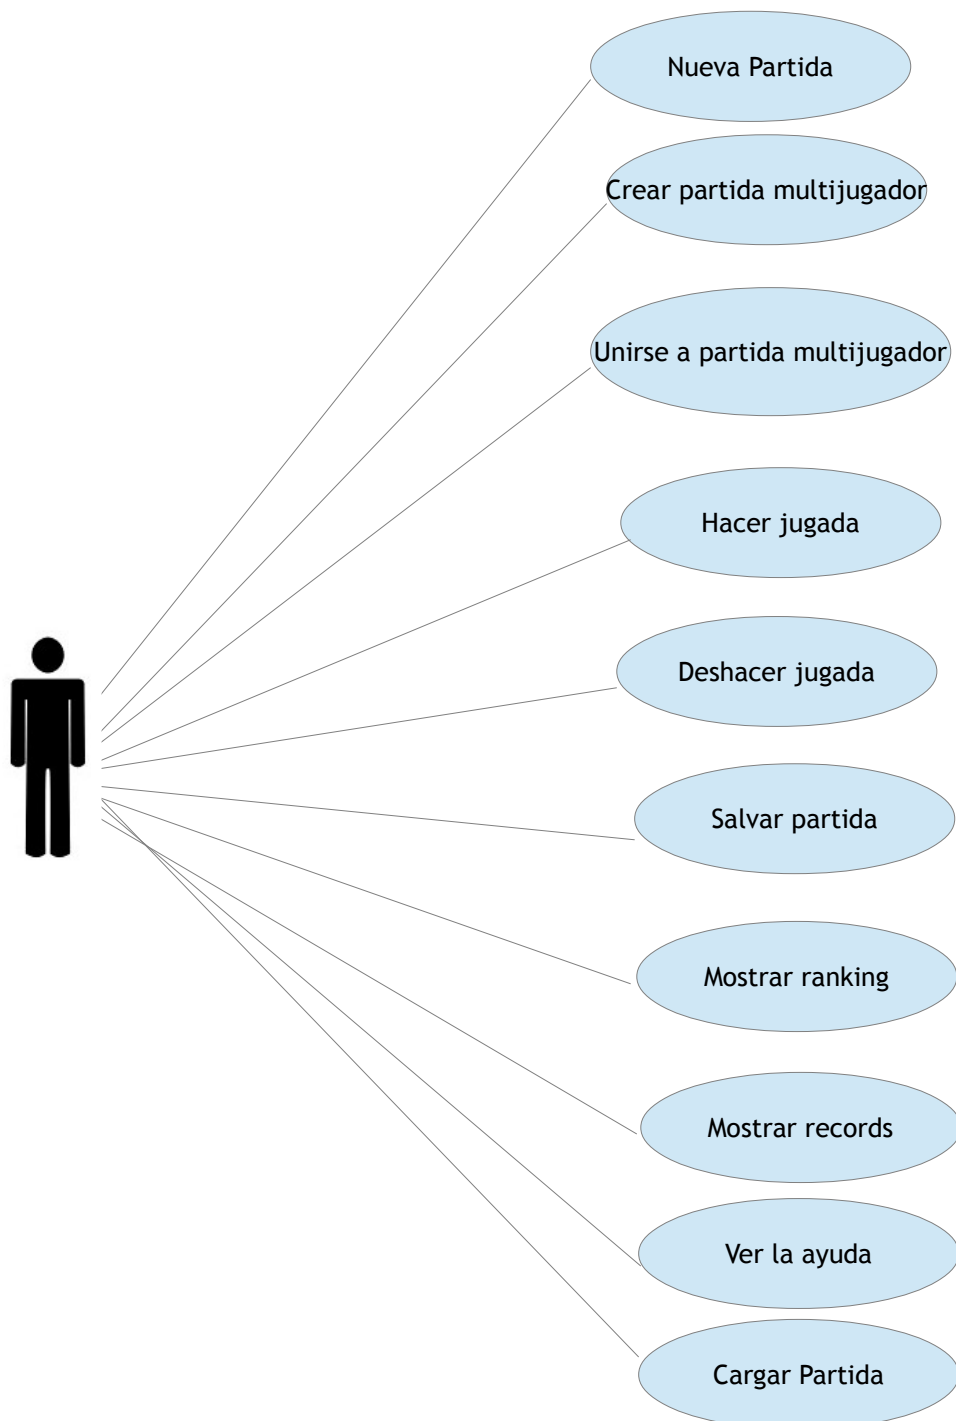 Nueva Partida
Crear partida multijugador
Unirse a partida multijugador
Hacer jugada
Deshacer jugada
Salvar partida
Mostrar ranking
Mostrar records
Ver la ayuda
Cargar Partida